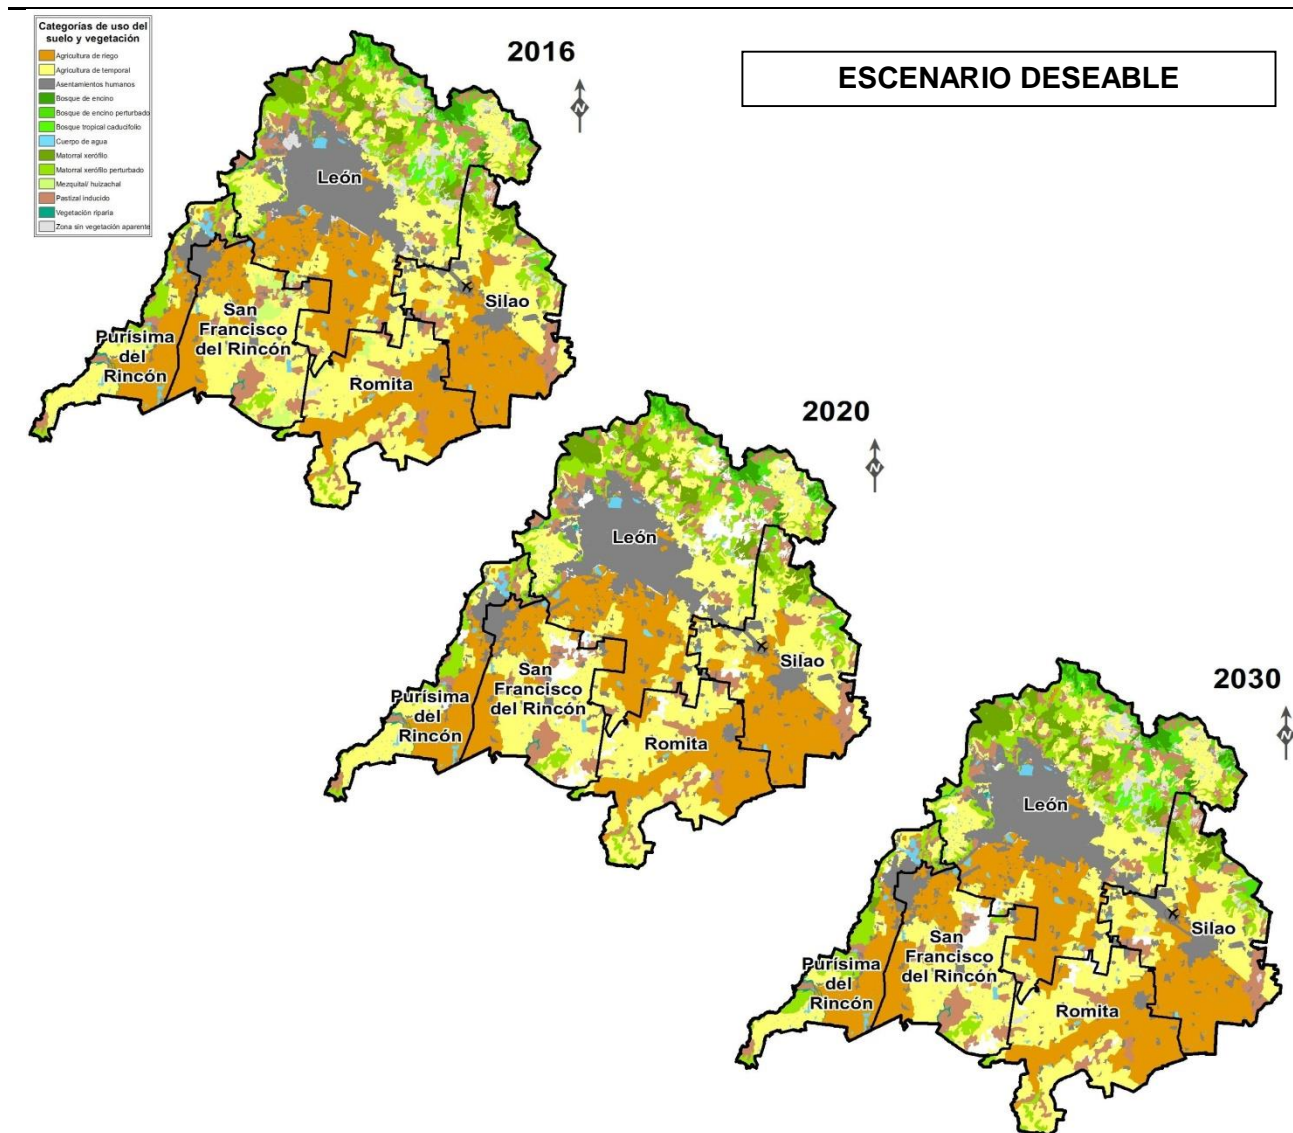 Categorías de uso del
suelo y vegetación
Agricultura de riego
Agricultura de temporal
Asentamientos humanos
Bosque de encino
Bosque de encino perturbado
Bosque tropical caducifolio
Cuerpo de agua
Matorral xerófilo
Matorral xerófilo perturbado
Mezquital/ huizachal
Pastizal inducido
Vegetación riparia
Zona sin vegetación aparente
2016
N
ESCENARIO DESEABLE
León
Silao
San
Francisco
del Rincón
Purísima
del
Rincón
Romita
2020
N
León
Silao
San
Francisco
del Rincón
Purísima
del
Rincón
Romita
2030
N
León
Silao
San
Francisco
del Rincón
Purísima
del
Rincón
Romita